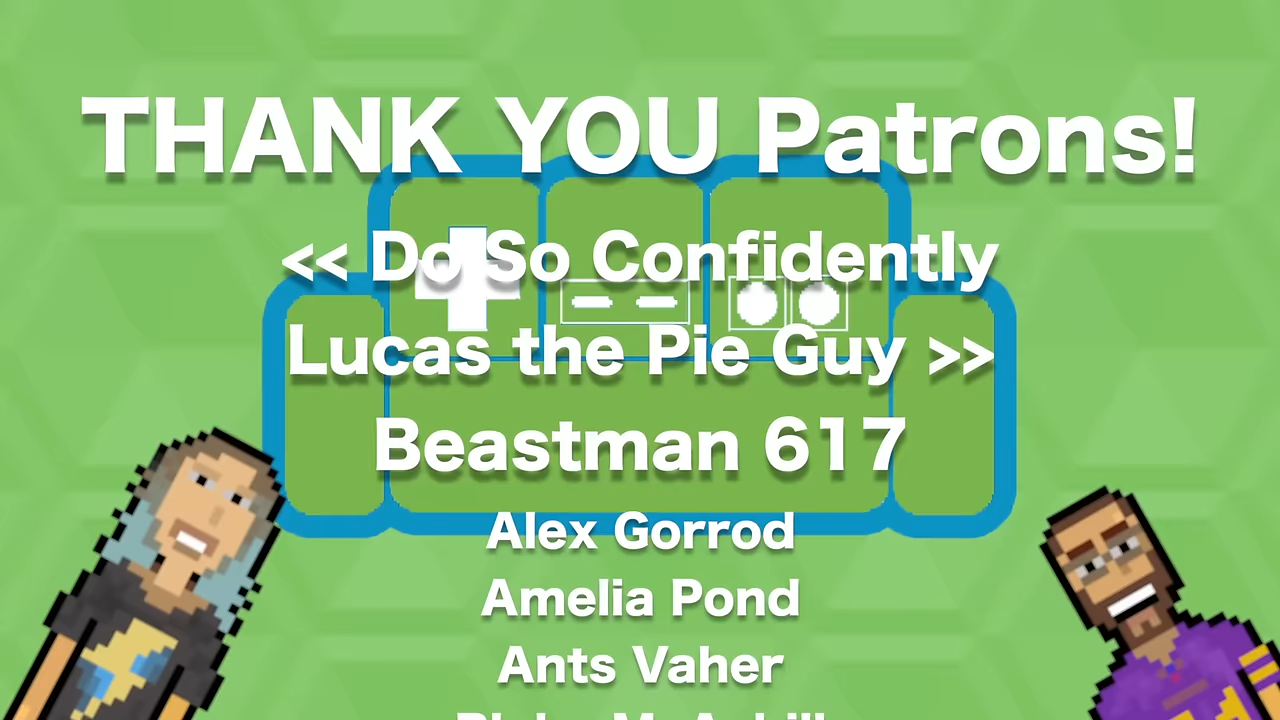 THANK YOU Patrons!
<< Do So Confidently
Lucas the Pie Guy >>
Beastman 617
Alex Gorrod
Amelia Pond
Ants Vaher